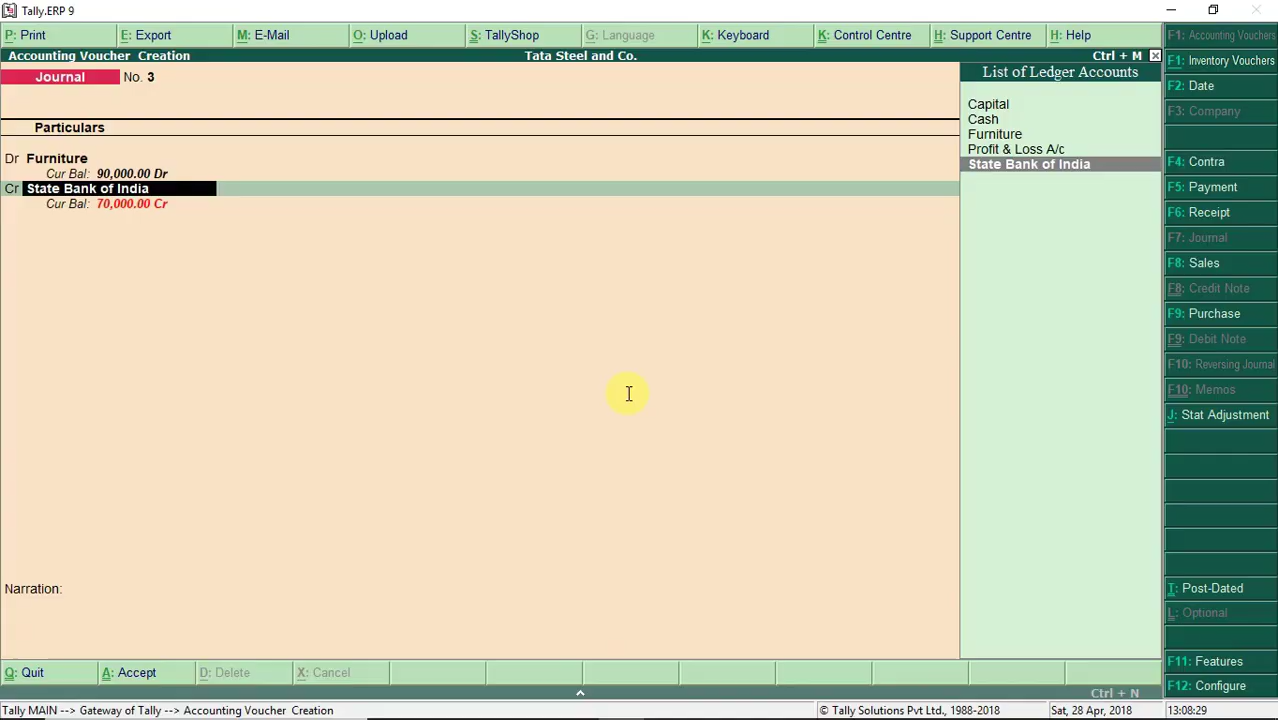 Tally.ERP 9
P: Print E: Export M: E-Mail O: Upload S: TallyShop G: Language K: Keyboard K: Control Centre H: Support Centre H: Help
Accounting Voucher Creation Tata Steel and Co. Ctrl + M
Journal No. 3
Particulars
Dr Furniture
Cur Bal: 90,000.00 Dr
Cr State Bank of India
Cur Bal: 70,000.00 Cr
Narration:
List of Ledger Accounts
Capital
Cash
Furniture
Profit & Loss A/c
State Bank of India
F1: Accounting Vouchers
F1: Inventory Vouchers
F2: Date
F3: Company
F4: Contra
F5: Payment
F6: Receipt
F7: Journal
F8: Sales
F8: Credit Note
F9: Purchase
F9: Debit Note
F10: Reversing Journal
F10: Memos
J: Stat Adjustment
T: Post-Dated
L: Optional
F11: Features
F12: Configure
Q: Quit A: Accept D: Delete X: Cancel
Ctrl + N
Tally MAIN --> Gateway of Tally --> Accounting Voucher Creation © Tally Solutions Pvt Ltd., 1988-2018 Sat, 28 Apr, 2018 13:08:29